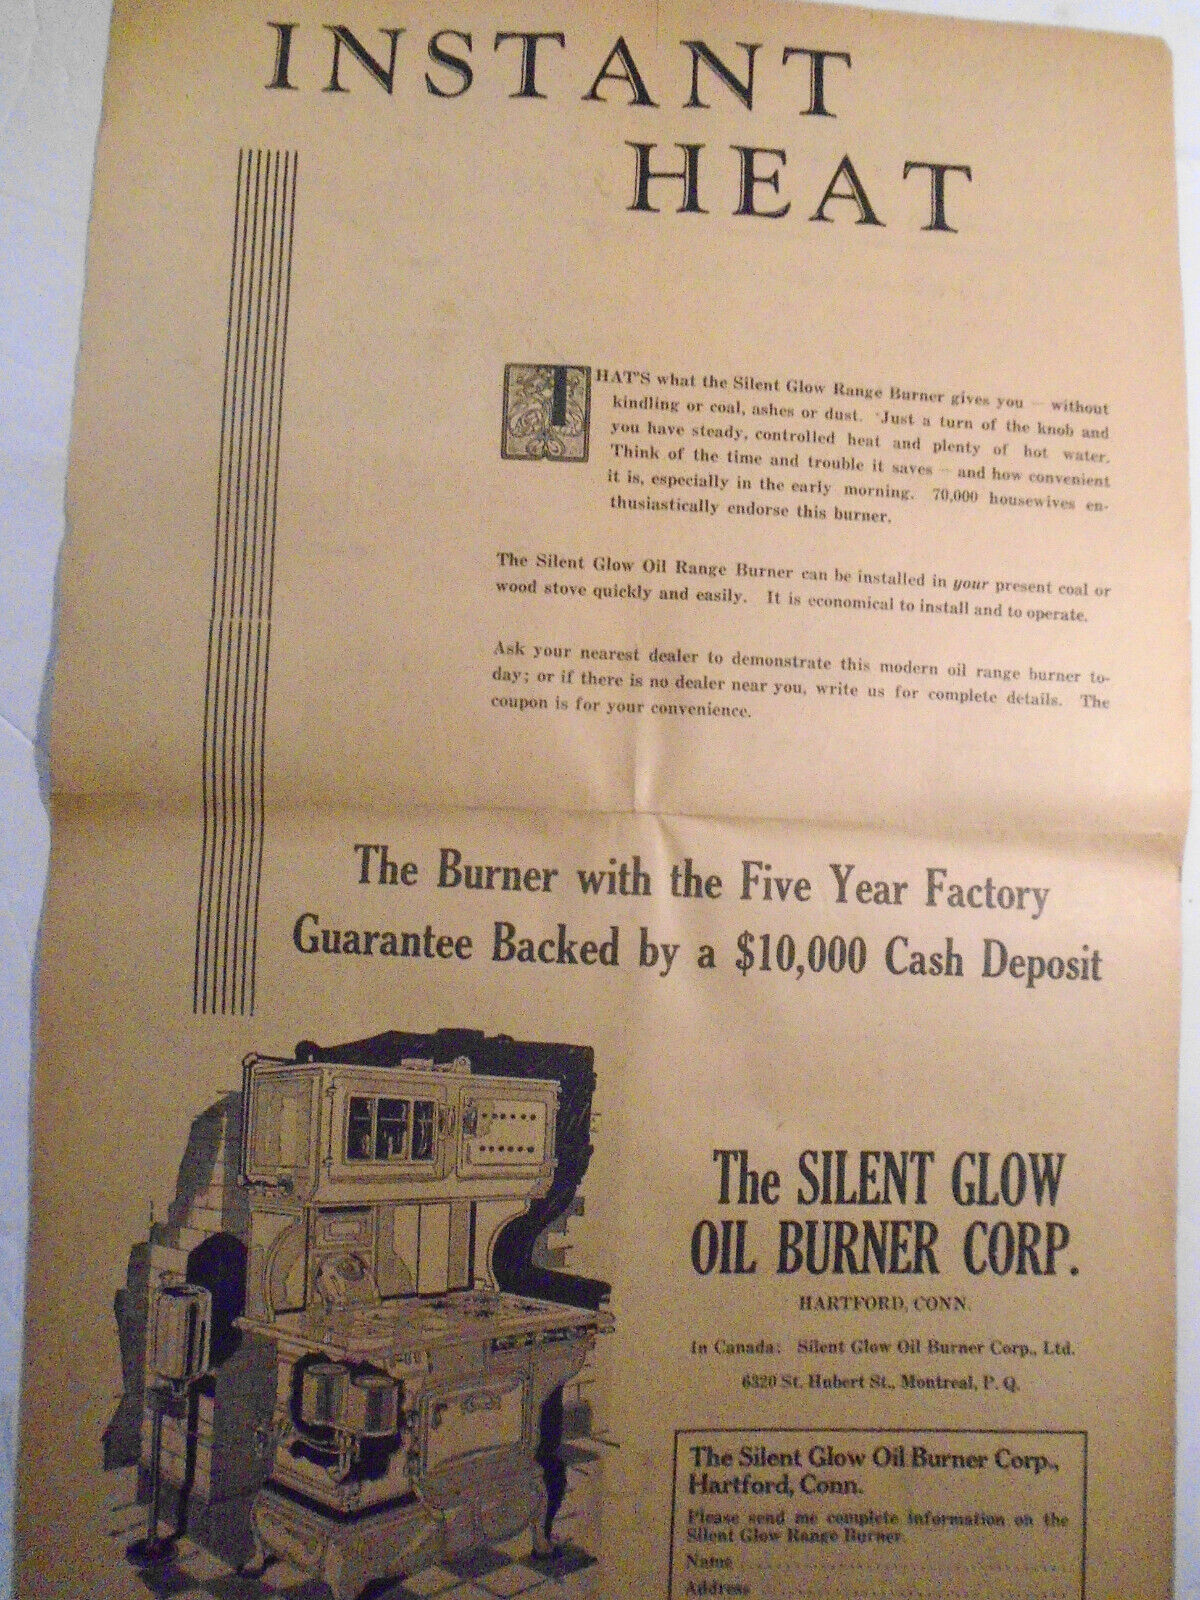 INSTANT
HEAT
THAT'S what the Silent Glow Range Burner gives you — without
kindling or coal, ashes or dust. 'Just a turn of the knob and
you have steady, controlled heat and plenty of hot water.
Think of the time and trouble it saves — and how convenient
it is, especially in the early morning. 70,000 housewives en-
thusiastically endorse this burner.
The Silent Glow Oil Range Burner can be installed in your present coal or
wood stove quickly and easily. It is economical to install and to operate.
Ask your nearest dealer to demonstrate this modern oil range burner to-
day; or if there is no dealer near you, write us for complete details. The
coupon is for your convenience.
The Burner with the Five Year Factory
Guarantee Backed by a $10,000 Cash Deposit
The SILENT GLOW
OIL BURNER CORP.
HARTFORD, CONN.
In Canada: Silent Glow Oil Burner Corp., Ltd.
6320 St. Hubert St., Montreal, P. Q.
The Silent Glow Oil Burner Corp.,
Hartford, Conn.
Please send me complete information on the
Silent Glow Range Burner.
Name
Address